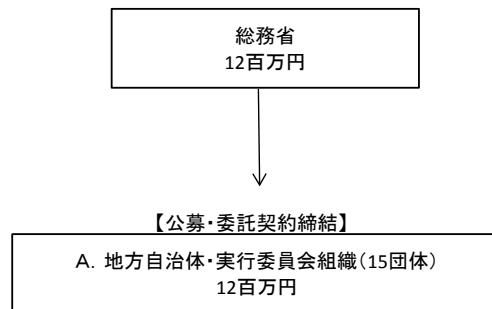 総務省
12百万円
【公募・委託契約締結】
A. 地方自治体・実行委員会組織(15団体)
12百万円